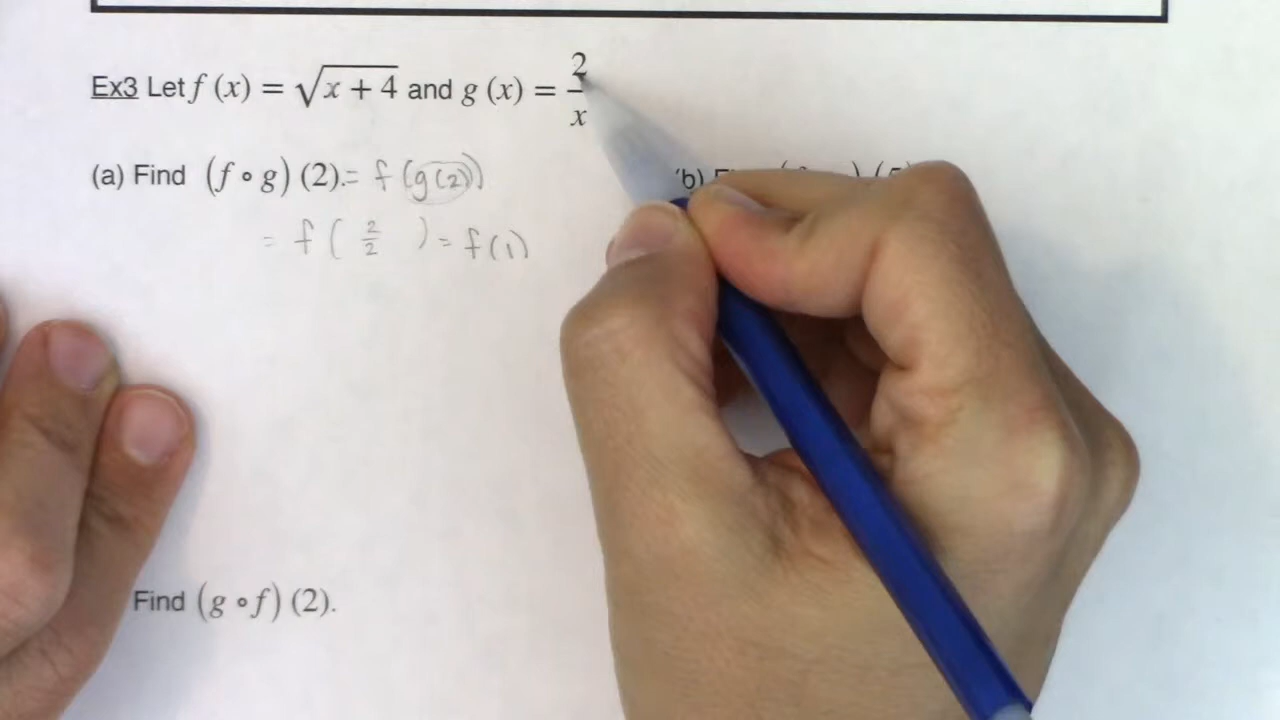 Ex3 Let f (x) = √(x + 4) and g (x) = 2/x
(a) Find (f ∘ g) (2). = f (g(2))
(b)
= f ( 2/2 ) = f(1)
Find (g ∘ f) (2).